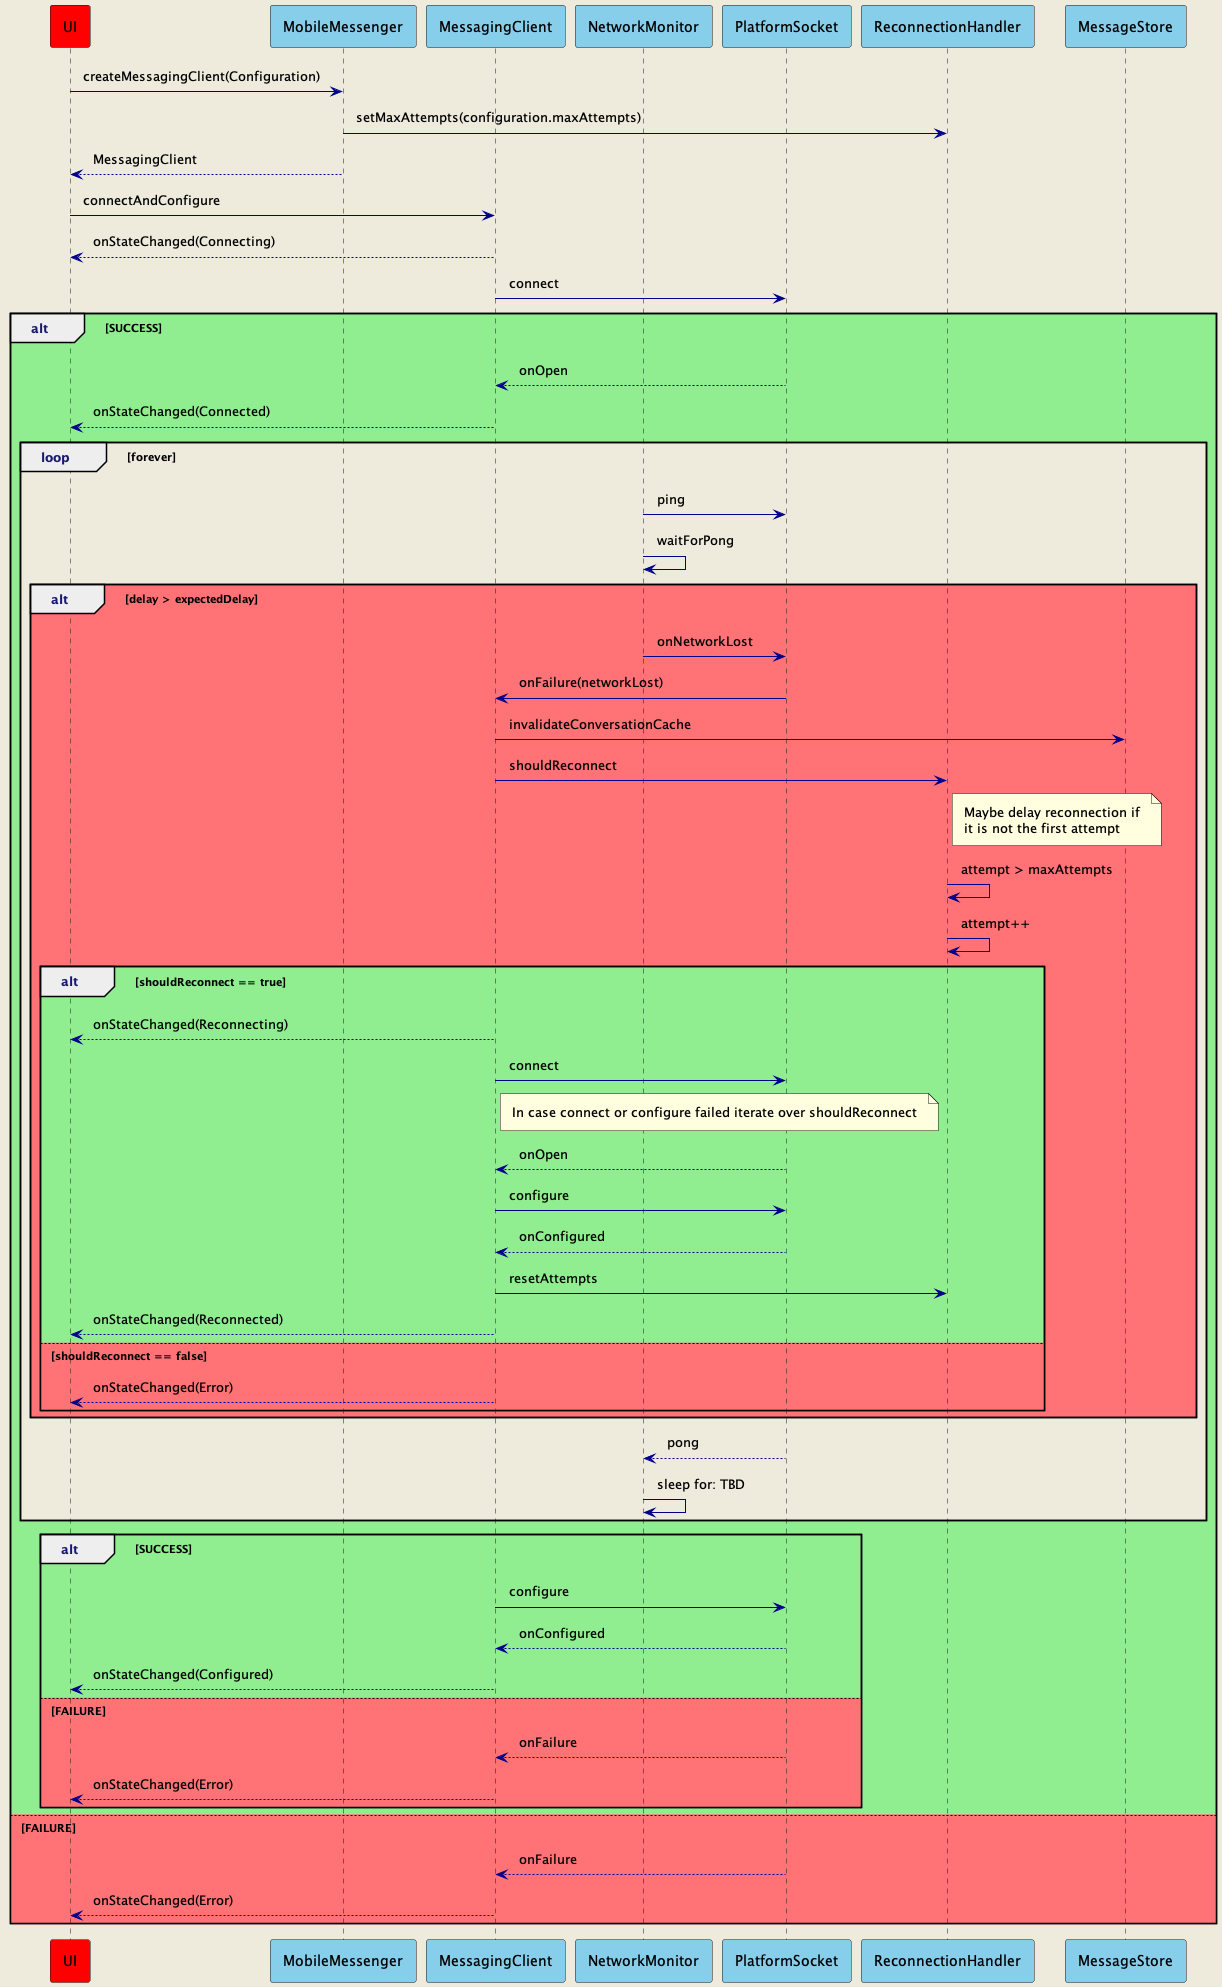 UI MobileMessenger MessagingClient NetworkMonitor PlatformSocket ReconnectionHandler MessageStore
createMessagingClient(Configuration)
setMaxAttempts(configuration.maxAttempts)
MessagingClient
connectAndConfigure
onStateChanged(Connecting)
connect
alt [SUCCESS]
onOpen
onStateChanged(Connected)
loop [forever]
ping
waitForPong
alt [delay > expectedDelay]
onNetworkLost
onFailure(networkLost)
invalidateConversationCache
shouldReconnect
Maybe delay reconnection if
it is not the first attempt
attempt > maxAttempts
attempt++
alt [shouldReconnect == true]
onStateChanged(Reconnecting)
connect
In case connect or configure failed iterate over shouldReconnect
onOpen
configure
onConfigured
resetAttempts
onStateChanged(Reconnected)
[shouldReconnect == false]
onStateChanged(Error)
pong
sleep for: TBD
alt [SUCCESS]
configure
onConfigured
onStateChanged(Configured)
[FAILURE]
onFailure
onStateChanged(Error)
[FAILURE]
onFailure
onStateChanged(Error)
UI MobileMessenger MessagingClient NetworkMonitor PlatformSocket ReconnectionHandler MessageStore